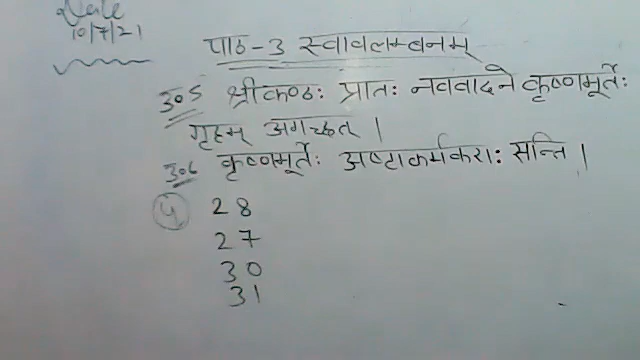 Date
10/7/21
पाठ-3 स्वावलम्बनम्
उ०5 श्रीकण्ठः प्रातः नववादने कृष्णमूर्तेः
गृहम् अगच्छत् ।
उ०6 कृष्णमूर्तेः अष्टाकर्मकराः सन्ति ।
28
27
30
31